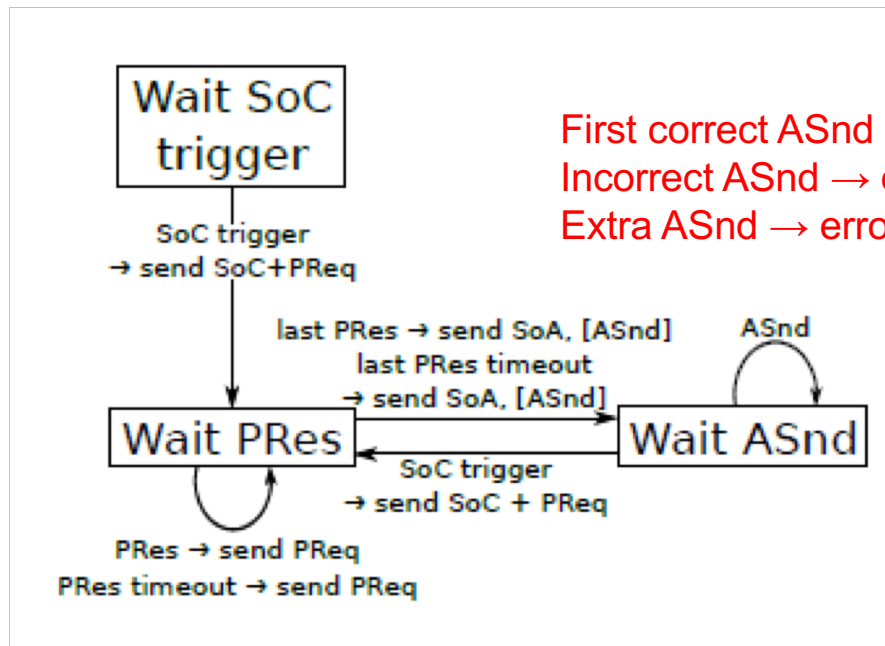 Wait SoC
trigger
First correct ASnd
Incorrect ASnd →
Extra ASnd →
SoC trigger
→ send SoC+PReq
last PRes → send SoA, [ASnd]
last PRes timeout
→ send SoA, [ASnd]
ASnd
Wait PRes
Wait ASnd
SoC trigger
→ send SoC + PReq
PRes → send PReq
PRes timeout → send PReq